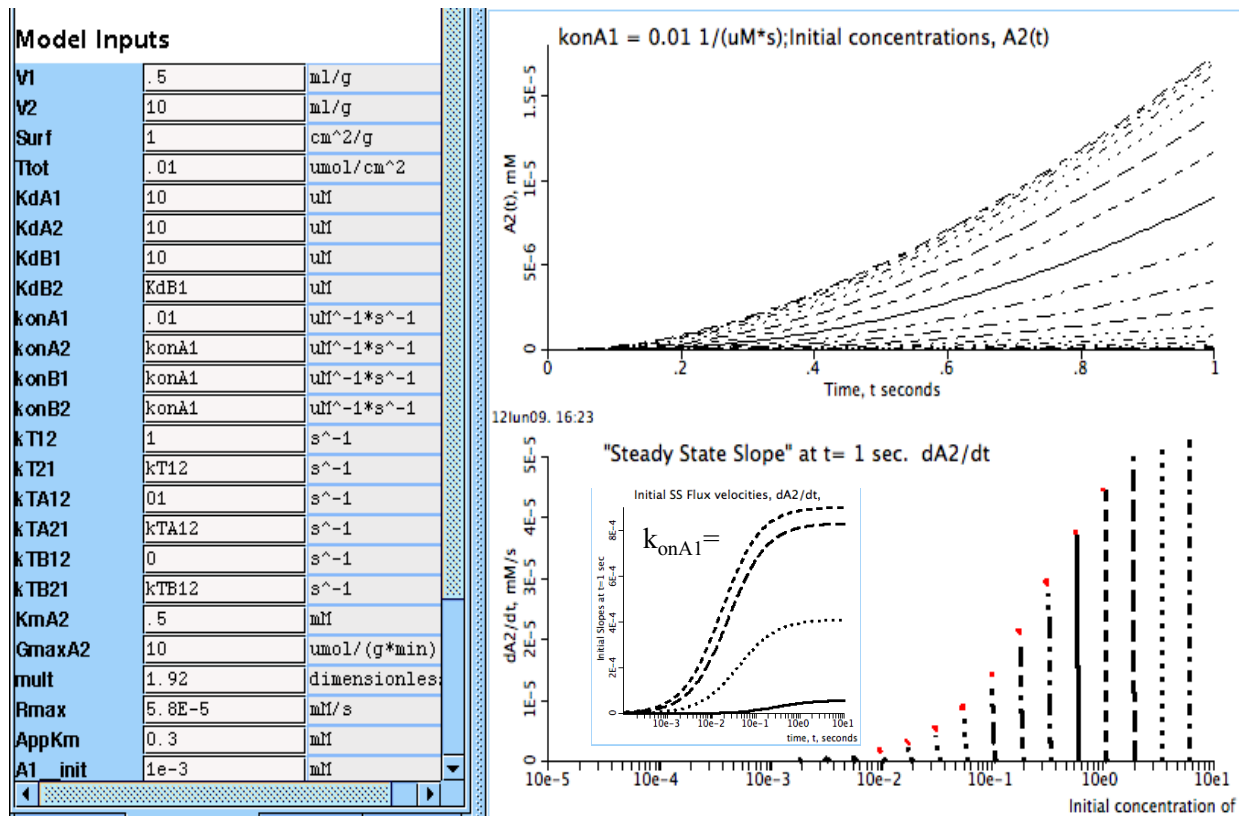 Model Inputs
V1 .5 ml/g
V2 10 ml/g
Surf 1 cm^2/g
Ttot .01 umol/cm^2
KdA1 10 uM
KdA2 10 uM
KdB1 10 uM
KdB2 KdB1 uM
konA1 .01 uM^-1*s^-1
konA2 konA1 uM^-1*s^-1
konB1 konA1 uM^-1*s^-1
konB2 konA1 uM^-1*s^-1
kT12 1 s^-1
kT21 kT12 s^-1
kTA12 01 s^-1
kTA21 kTA12 s^-1
kTB12 0 s^-1
kTB21 kTB12 s^-1
KmA2 .5 mM
GmaxA2 10 umol/(g*min)
mult 1.92 dimensionles
Rmax 5.8E-5 mM/s
AppKm 0.3 mM
A1__init 1e-3 mM
konA1 = 0.01 1/(uM*s);Initial concentrations, A2(t)
A2(t), mM
1.5E-5
1E-5
5E-6
0
0 .2 .4 .6 .8 1
Time, t seconds
12Jun09. 16:23
"Steady State Slope" at t= 1 sec. dA2/dt
dA2/dt, mM/s
5E-5
4E-5
3E-5
2E-5
1E-5
0
Initial SS Flux velocities, dA2/dt,
konA1=
Initial Slopes at t=1 sec
8E-4
6E-4
4E-4
2E-4
0
10e-3 10e-2 10e-1 10e0 10e1
time, t, seconds
10e-5 10e-4 10e-3 10e-2 10e-1 10e0 10e1
Initial concentration of